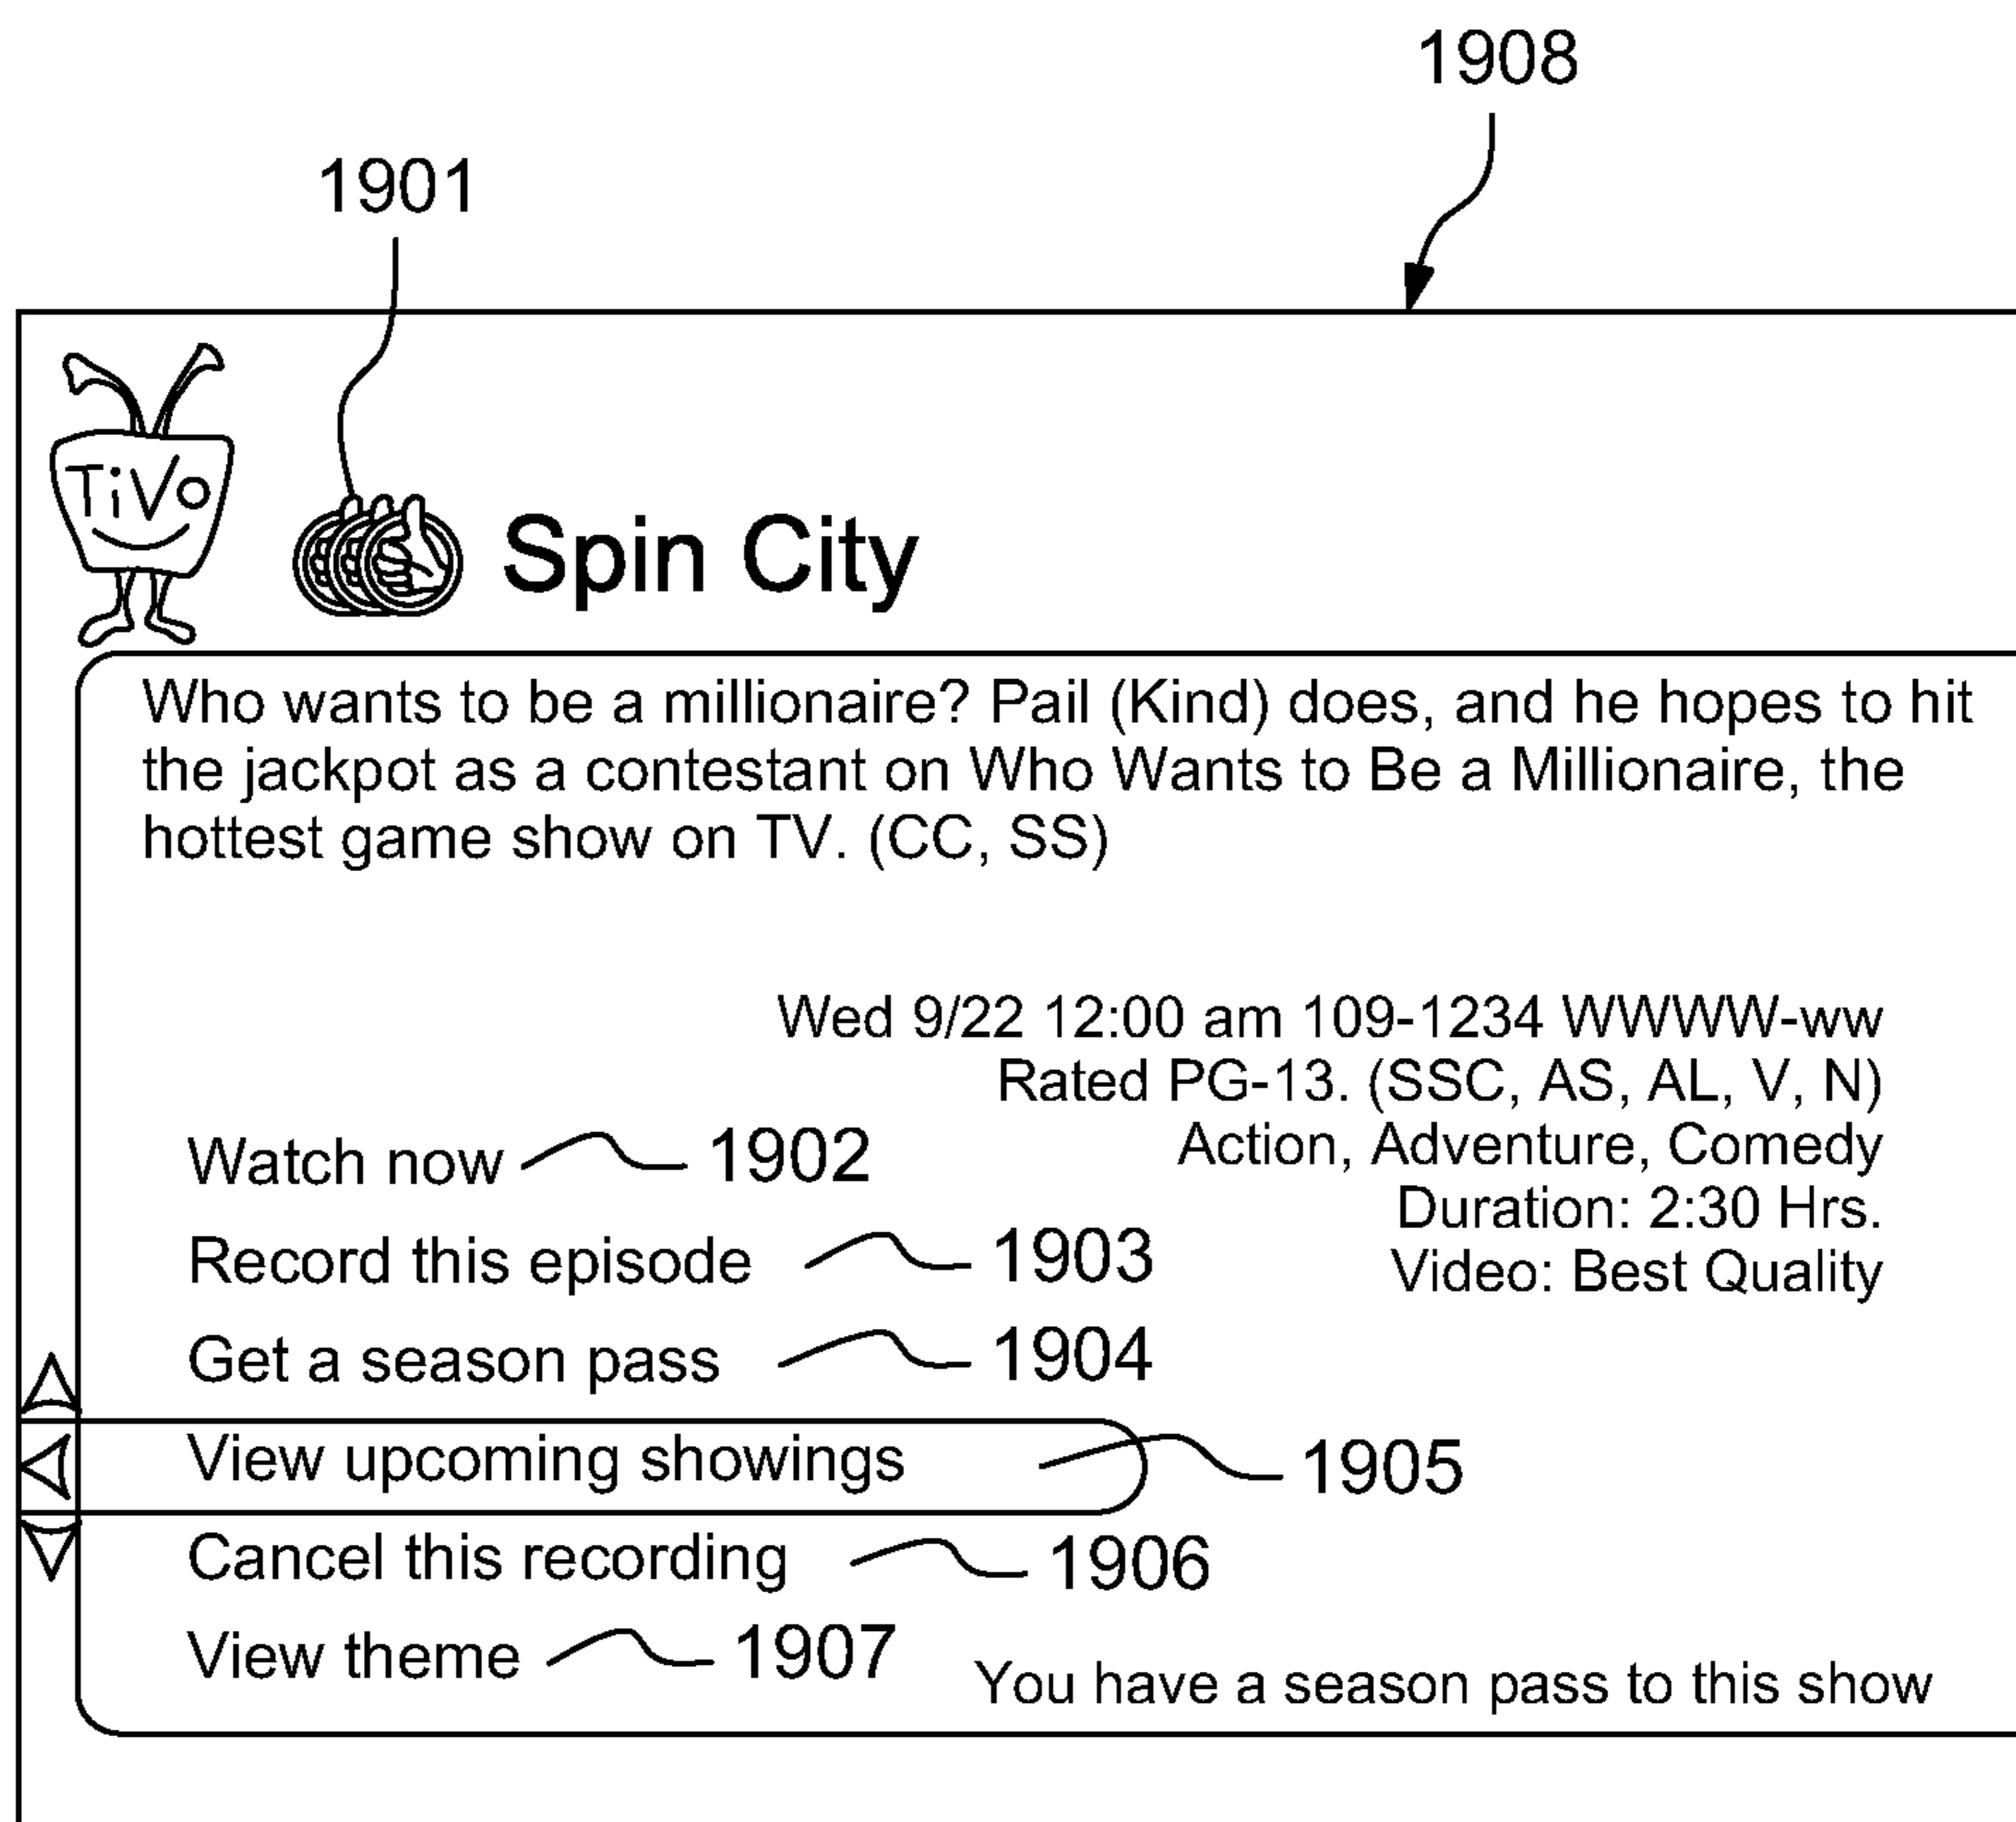 1908
1901
TiVo
Spin City
Who wants to be a millionaire? Pail (Kind) does, and he hopes to hit
the jackpot as a contestant on Who Wants to Be a Millionaire, the
hottest game show on TV. (CC, SS)
Wed 9/22 12:00 am 109-1234 WWWW-ww
Rated PG-13. (SSC, AS, AL, V, N)
Action, Adventure, Comedy
Duration: 2:30 Hrs.
Video: Best Quality
Watch now 1902
Record this episode 1903
Get a season pass 1904
View upcoming showings 1905
Cancel this recording 1906
View theme 1907
You have a season pass to this show